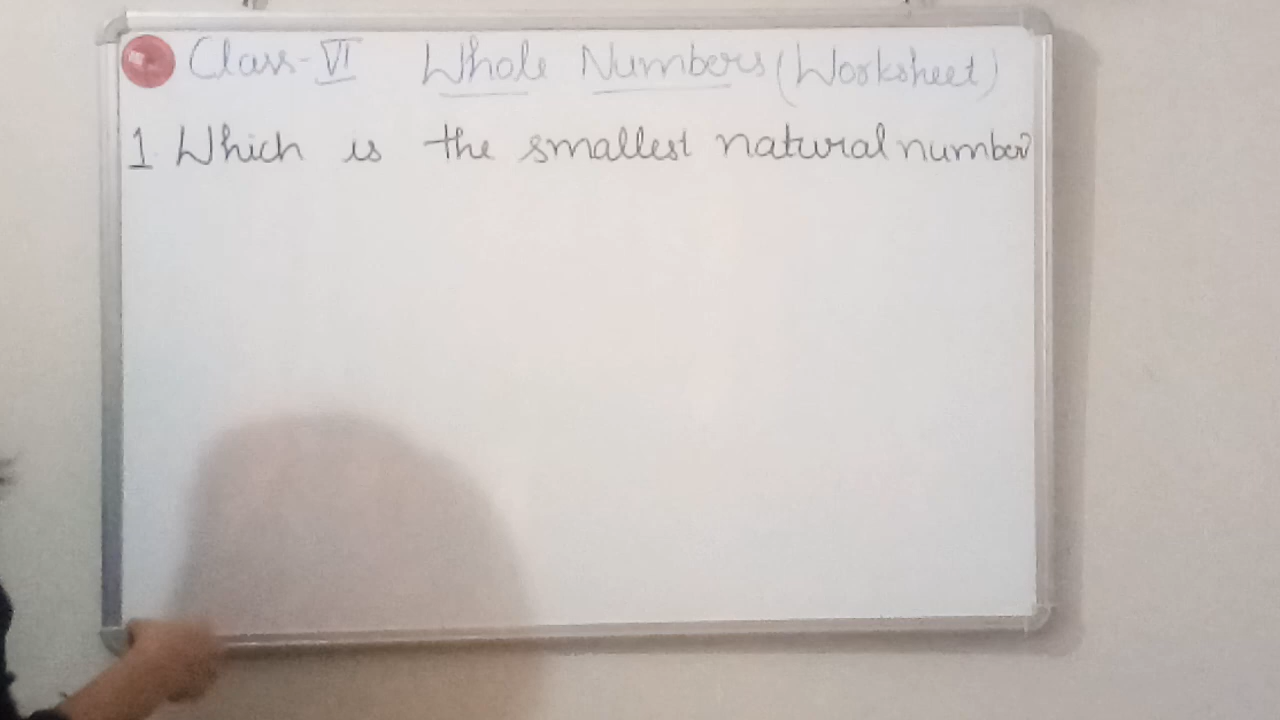 Class-VI Whole Numbers (Worksheet)
1 Which is the smallest natural number?